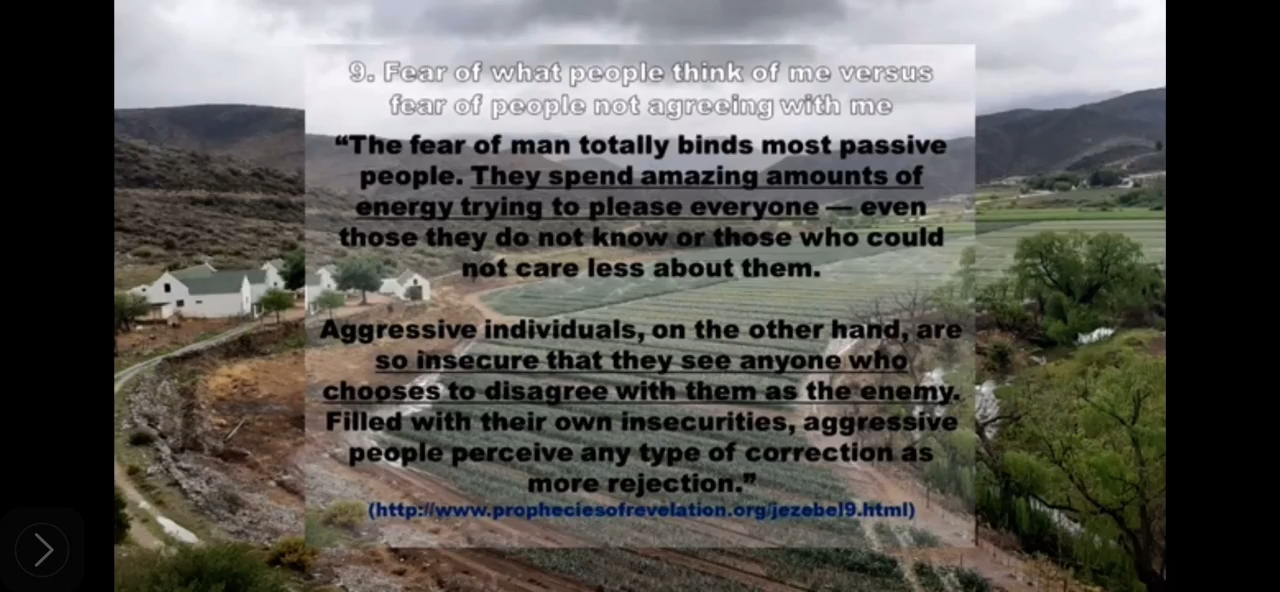 9. Fear of what people think of me versus
fear of people not agreeing with me
“The fear of man totally binds most passive
people. They spend amazing amounts of
energy trying to please everyone — even
those they do not know or those who could
not care less about them.
Aggressive individuals, on the other hand, are
so insecure that they see anyone who
chooses to disagree with them as the enemy.
Filled with their own insecurities, aggressive
people perceive any type of correction as
more rejection.”
(http://www.propheciesofrevelation.org/jezebel9.html)